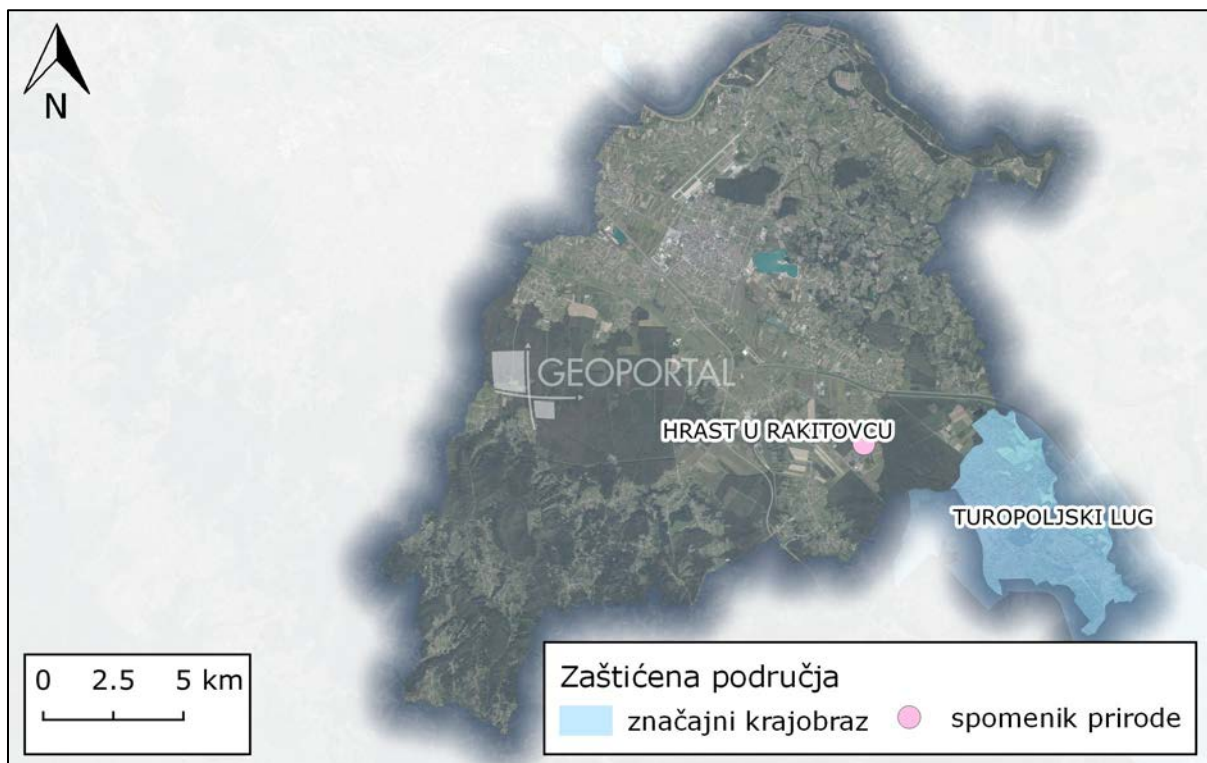 N
GEOPORTAL
HRAST U RAKITOVCU
TUROPOLJSKI LUG
0 2.5 5 km
Zaštićena područja
značajni krajobraz
spomenik prirode